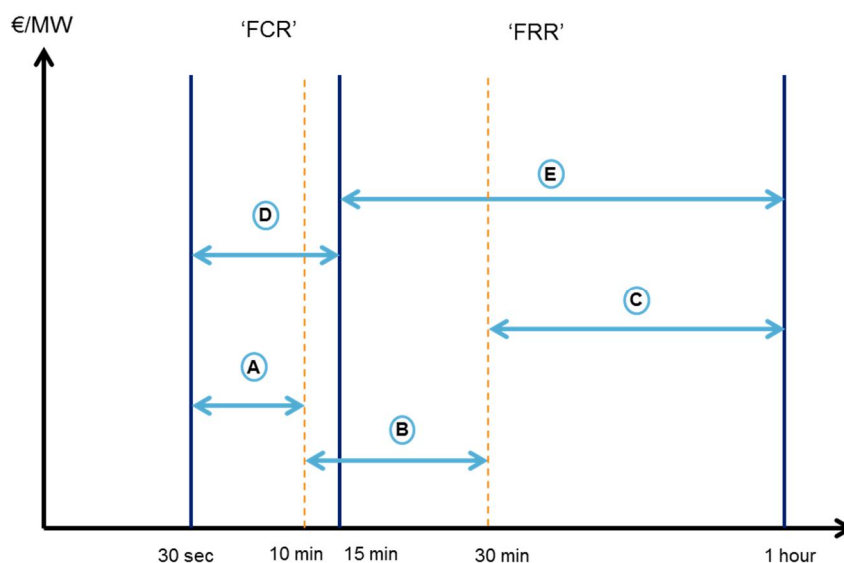 €/MW
‘FCR’
‘FRR’
E
D
C
A
B
30 sec
10 min
15 min
30 min
1 hour